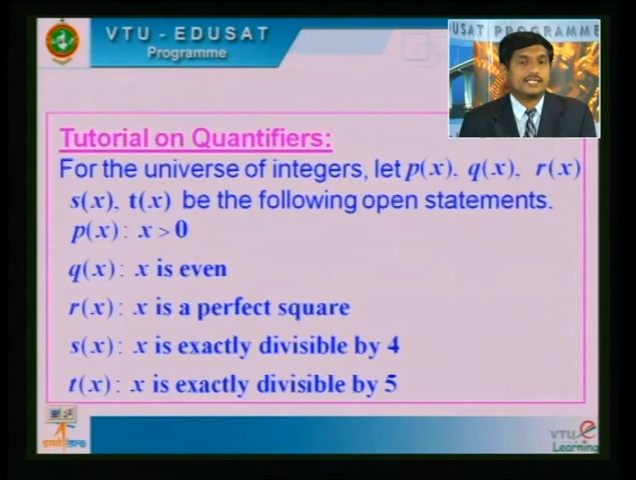 VTU - EDUSAT
Programme
DUSAT PROGRAMME
Tutorial on Quantifiers:
For the universe of integers, let p(x), q(x), r(x)
s(x), t(x) be the following open statements.
p(x): x > 0
q(x): x is even
r(x): x is a perfect square
s(x): x is exactly divisible by 4
t(x): x is exactly divisible by 5
VTU e
Learning